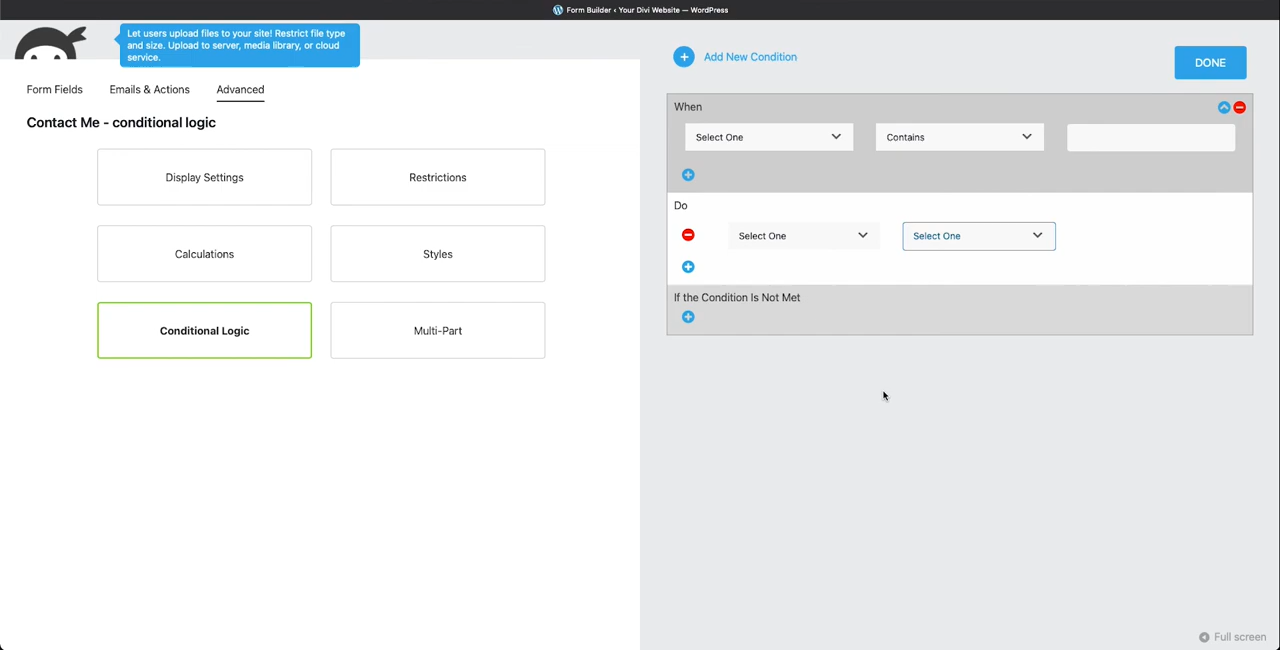 Form Builder ‹ Your Divi Website — WordPress
Let users upload files to your site! Restrict file type
and size. Upload to server, media library, or cloud
service.
Form Fields
Emails & Actions
Advanced
Contact Me - conditional logic
Display Settings
Restrictions
Calculations
Styles
Conditional Logic
Multi-Part
Add New Condition
DONE
When
Select One
Contains
Do
Select One
Select One
If the Condition Is Not Met
Full screen